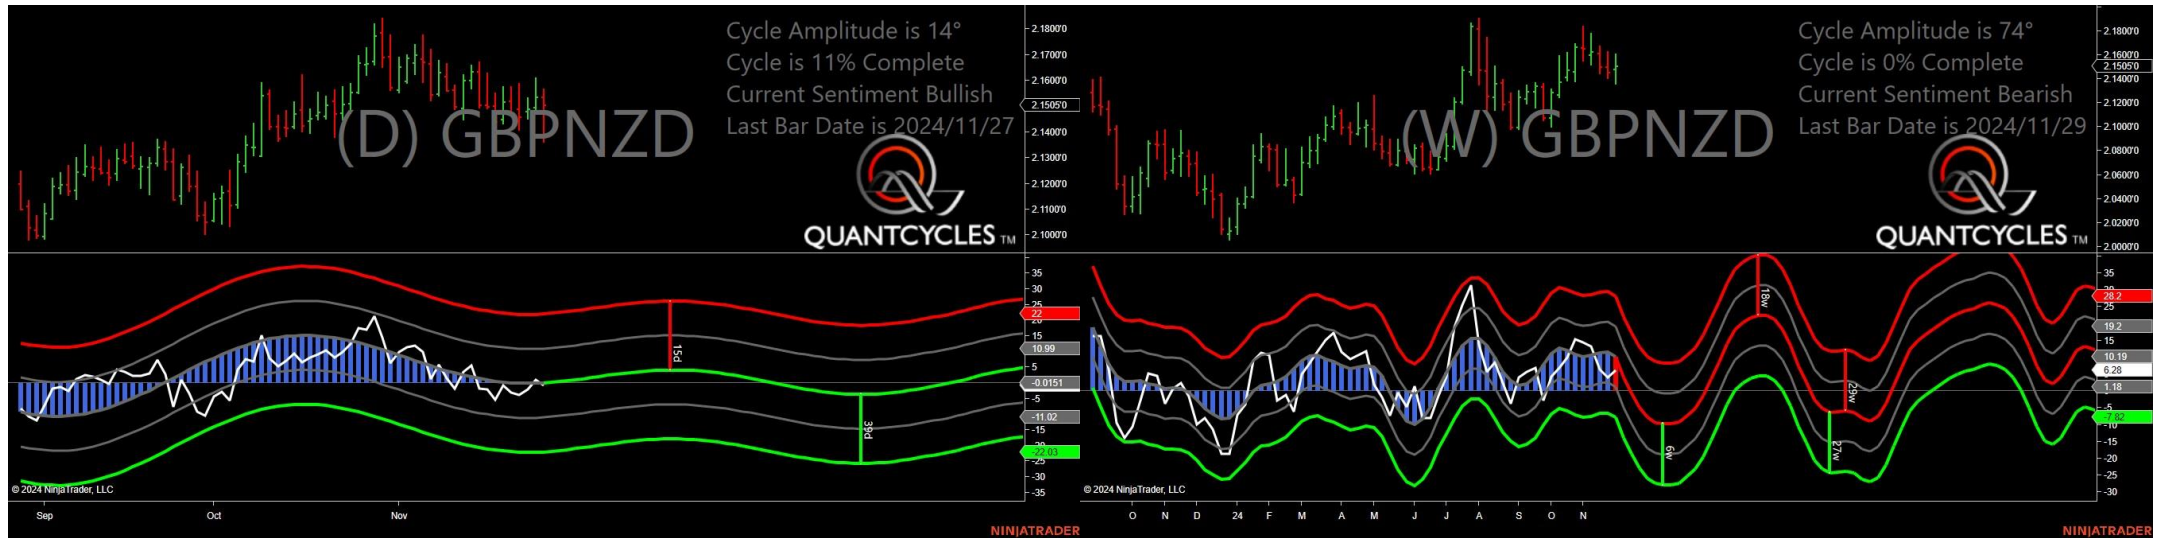 Cycle Amplitude is 14°
Cycle is 11% Complete
Current Sentiment Bullish
Last Bar Date is 2024/11/27
(D) GBPNZD
QUANTCYCLES TM
2.1800'0
2.1700'0
2.1600'0
2.1505'0
2.1400'0
2.1300'0
2.1200'0
2.1100'0
2.1000'0
35
30
25
22
15
10.99
5
-0.0151
-5
-11.02
-15
-22.03
-25
-30
-35
15d
39d
© 2024 NinjaTrader, LLC
Sep Oct Nov
NINJATRADER
Cycle Amplitude is 74°
Cycle is 0% Complete
Current Sentiment Bearish
Last Bar Date is 2024/11/29
(W) GBPNZD
QUANTCYCLES TM
2.1800'0
2.1600'0
2.1505'0
2.1400'0
2.1200'0
2.1000'0
2.0800'0
2.0600'0
2.0400'0
2.0200'0
2.0000'0
35
28.2
25
19.2
15
10.19
6.28
1.18
-5
-7.82
-10
-15
-20
-25
-30
18w
29w
6w
27w
© 2024 NinjaTrader, LLC
O N D 24 F M A M J J A S O N
NINJATRADER